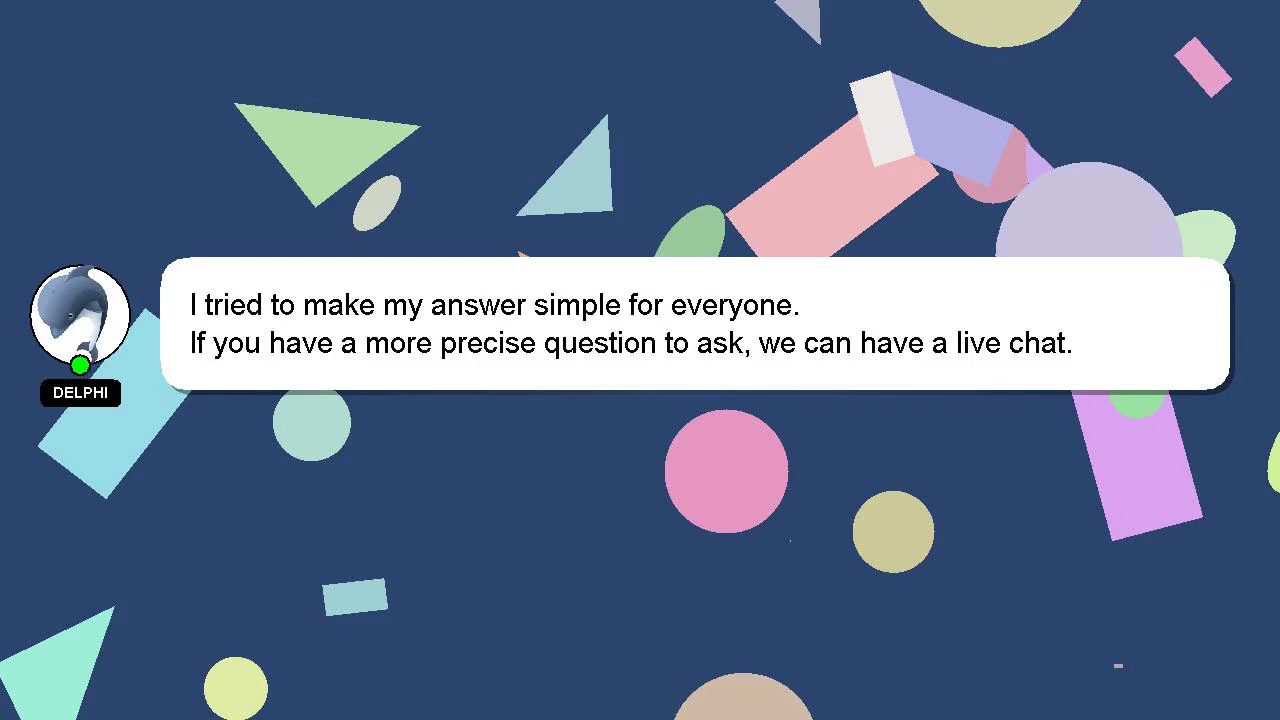 I tried to make my answer simple for everyone.
If you have a more precise question to ask, we can have a live chat.
DELPHI